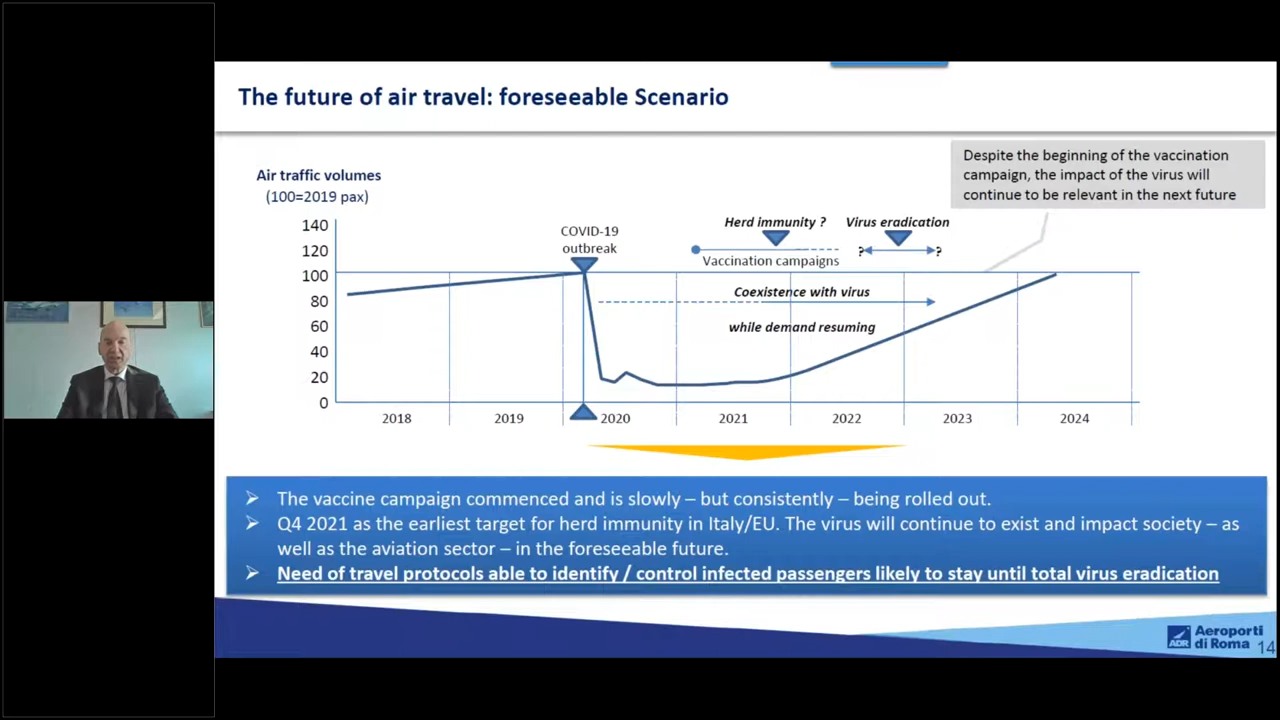 The future of air travel: foreseeable Scenario
Despite the beginning of the vaccination
campaign, the impact of the virus will
continue to be relevant in the next future
Air traffic volumes
(100=2019 pax)
COVID-19
outbreak
Herd immunity ?
Virus eradication
? ?
Vaccination campaigns
Coexistence with virus
while demand resuming
140
120
100
80
60
40
20
0
2018 2019 2020 2021 2022 2023 2024
➢ The vaccine campaign commenced and is slowly – but consistently – being rolled out.
➢ Q4 2021 as the earliest target for herd immunity in Italy/EU. The virus will continue to exist and impact society – as
well as the aviation sector – in the foreseeable future.
➢ Need of travel protocols able to identify / control infected passengers likely to stay until total virus eradication
ADR
Aeroporti
di Roma
14